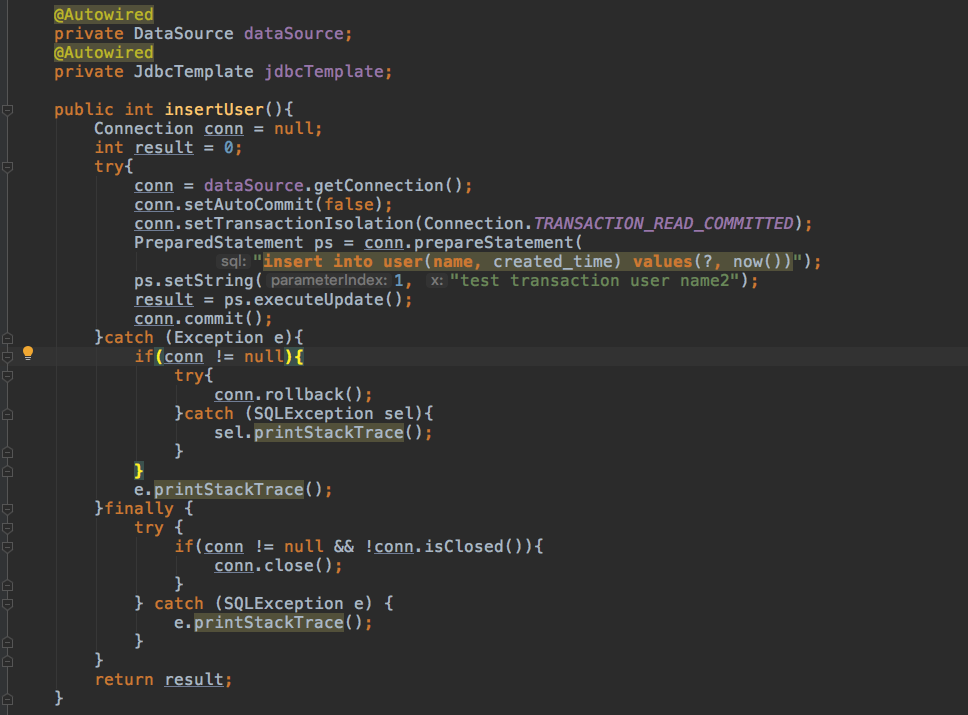 @Autowired
private DataSource dataSource;
@Autowired
private JdbcTemplate jdbcTemplate;
public int insertUser(){
Connection conn = null;
int result = 0;
try{
conn = dataSource.getConnection();
conn.setAutoCommit(false);
conn.setTransactionIsolation(Connection.TRANSACTION_READ_COMMITTED);
PreparedStatement ps = conn.prepareStatement(
sql: "insert into user(name, created_time) values(?, now())");
ps.setString( parameterIndex: 1, x: "test transaction user name2");
result = ps.executeUpdate();
conn.commit();
}catch (Exception e){
if(conn != null){
try{
conn.rollback();
}catch (SQLException sel){
sel.printStackTrace();
}
}
e.printStackTrace();
}finally {
try {
if(conn != null && !conn.isClosed()){
conn.close();
}
} catch (SQLException e) {
e.printStackTrace();
}
}
return result;
}